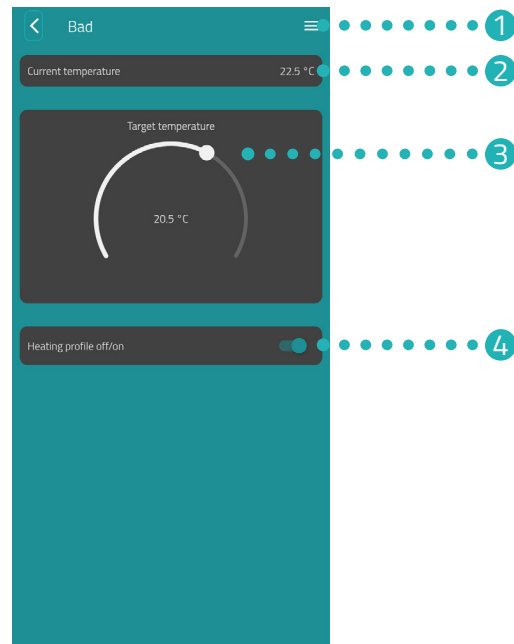 Bad
1
Current temperature 22.5 °C
2
Target temperature
3
20.5 °C
Heating profile off/on
4